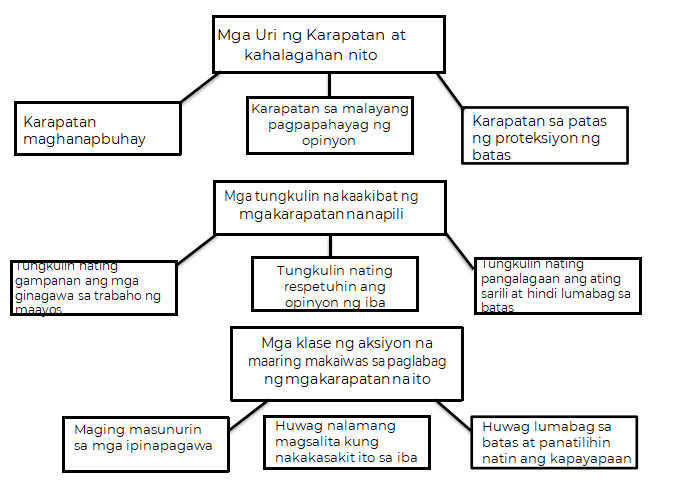 Mga Uri ng Karapatan at
kahalagahan nito
Karapatan
maghanapbuhay
Karapatan sa malayang
pagpapahayag ng
opinyon
Karapatan sa patas
ng proteksiyon ng
batas
Mga tungkulin na kaakibat ng
mga karapatan na napili
Tungkulin nating
gampanan ang mga
ginagawa sa trabaho ng
maayos
Tungkulin nating
respetuhin ang
opinyon ng iba
Tungkulin nating
pangalagaan ang ating
sarili at hindi lumabag sa
batas
Mga klase ng aksiyon na
maaring makaiwas sa paglabag
ng mga karapatan na ito
Maging masunurin
sa mga ipinapagawa
Huwag nalamang
magsalita kung
nakakasakit ito sa iba
Huwag lumabag sa
batas at panatilihin
natin ang kapayapaan